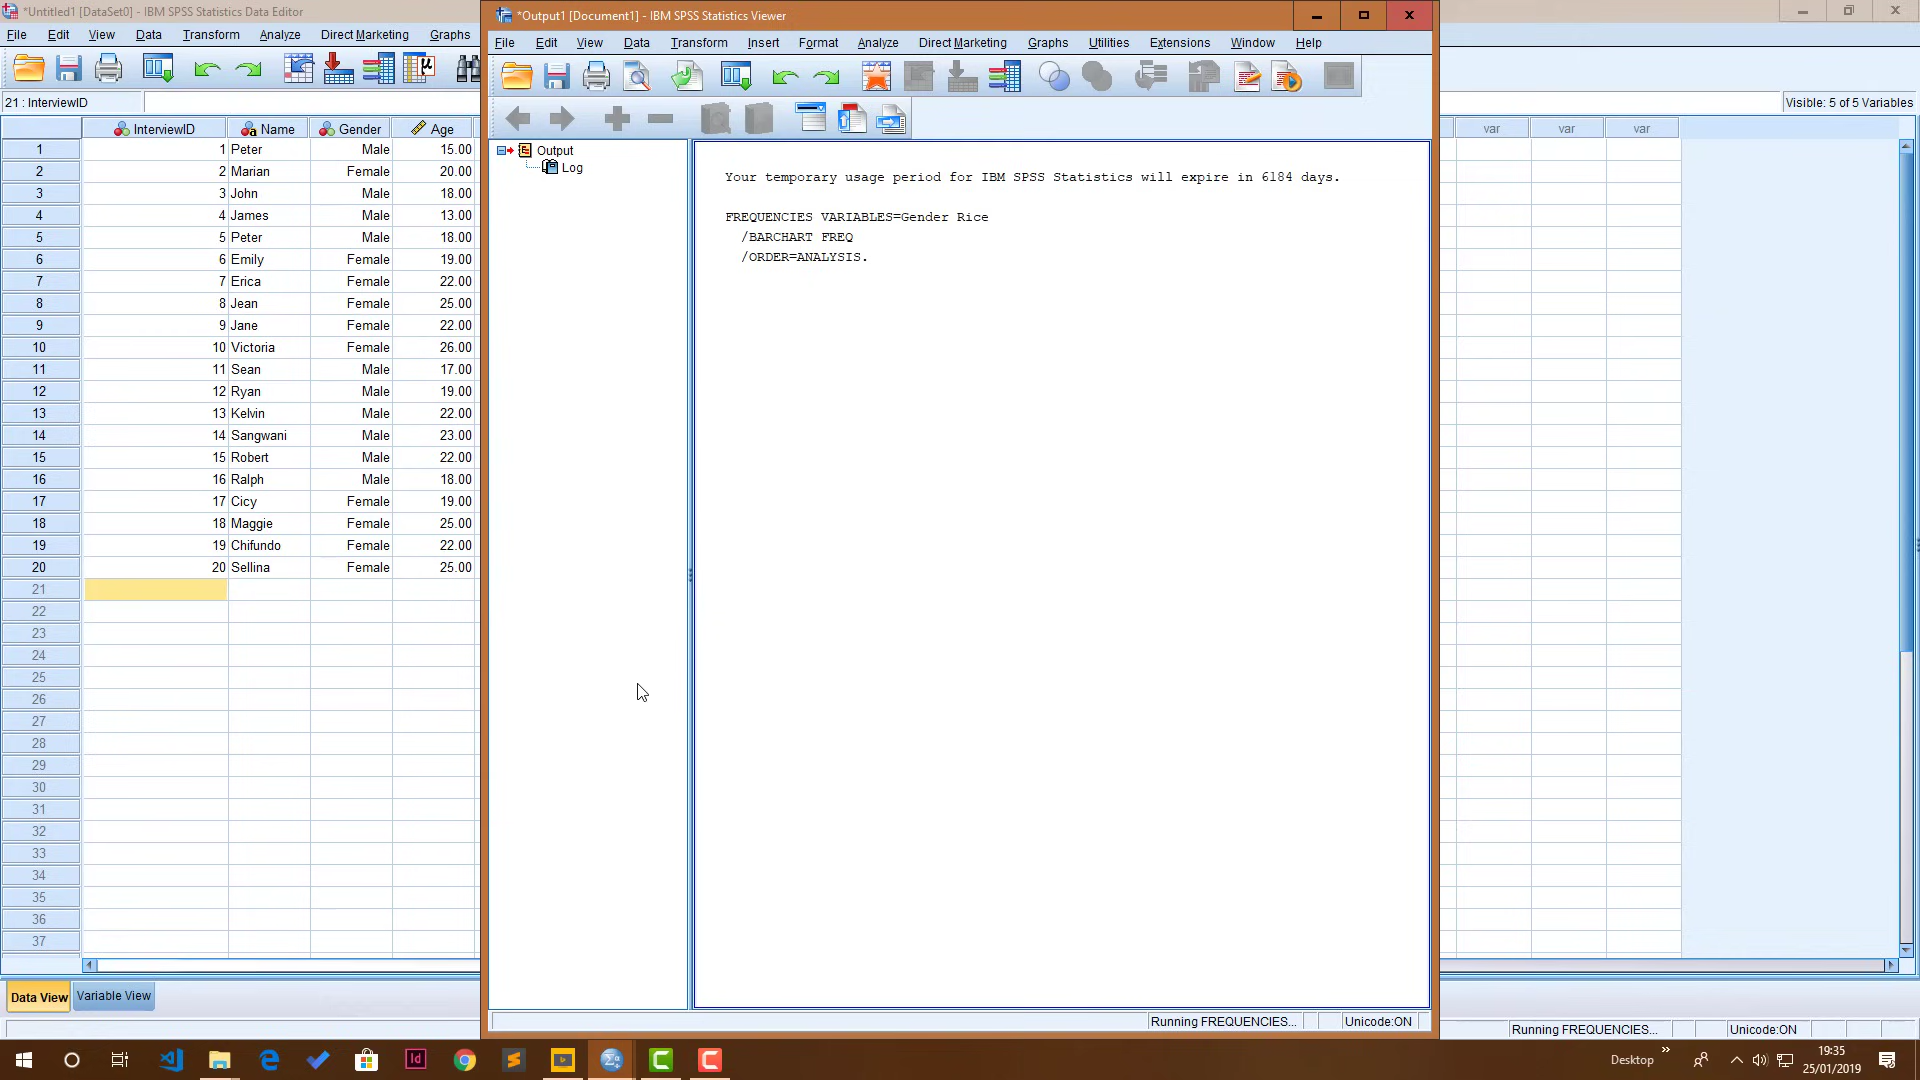 *Untitled1 [DataSet0] - IBM SPSS Statistics Data Editor
File Edit View Data Transform Analyze Direct Marketing Graphs
21 : InterviewID
Visible: 5 of 5 Variables
InterviewID Name Gender Age
var var var
1 1 Peter Male 15.00
2 2 Marian Female 20.00
3 3 John Male 18.00
4 4 James Male 13.00
5 5 Peter Male 18.00
6 6 Emily Female 19.00
7 7 Erica Female 22.00
8 8 Jean Female 25.00
9 9 Jane Female 22.00
10 10 Victoria Female 26.00
11 11 Sean Male 17.00
12 12 Ryan Male 19.00
13 13 Kelvin Male 22.00
14 14 Sangwani Male 23.00
15 15 Robert Male 22.00
16 16 Ralph Male 18.00
17 17 Cicy Female 19.00
18 18 Maggie Female 25.00
19 19 Chifundo Female 22.00
20 20 Sellina Female 25.00
21
22
23
24
25
26
27
28
29
30
31
32
33
34
35
36
37
Data View Variable View
*Output1 [Document1] - IBM SPSS Statistics Viewer
File Edit View Data Transform Insert Format Analyze Direct Marketing Graphs Utilities Extensions Window Help
Output
Log
Your temporary usage period for IBM SPSS Statistics will expire in 6184 days.
FREQUENCIES VARIABLES=Gender Rice
/BARCHART FREQ
/ORDER=ANALYSIS.
Running FREQUENCIES... Unicode:ON
Running FREQUENCIES... Unicode:ON
Desktop
19:35
25/01/2019